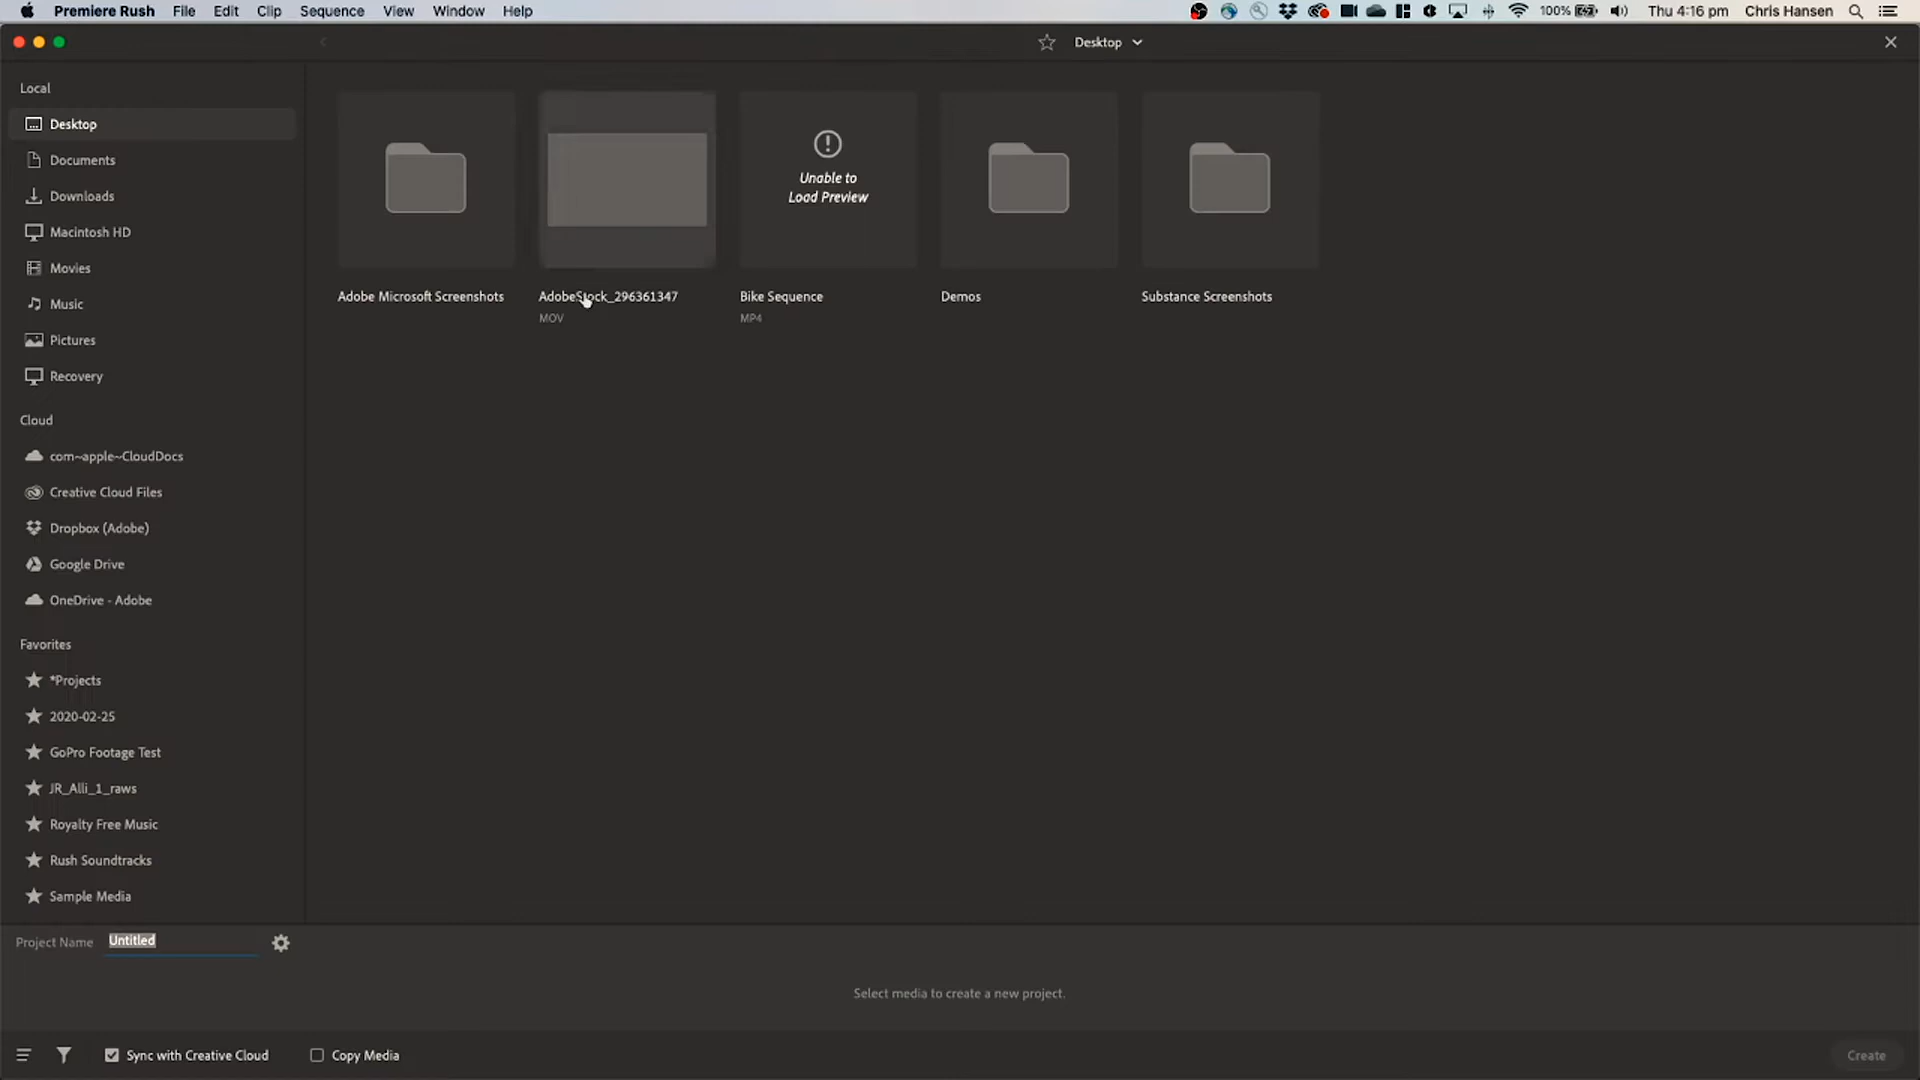 Premiere Rush File Edit Clip Sequence View Window Help 100% Thu 4:16 pm Chris Hansen
Desktop
Local
Desktop
Documents
Downloads
Macintosh HD
Movies
Music
Pictures
Recovery
Cloud
com~apple~CloudDocs
Creative Cloud Files
Dropbox (Adobe)
Google Drive
OneDrive - Adobe
Favorites
*Projects
2020-02-25
GoPro Footage Test
JR_Alli_1_raws
Royalty Free Music
Rush Soundtracks
Sample Media
Unable to
Load Preview
Adobe Microsoft Screenshots AdobeStock_296361347 Bike Sequence Demos Substance Screenshots
MOV MP4
Project Name Untitled
Select media to create a new project.
Sync with Creative Cloud Copy Media Create